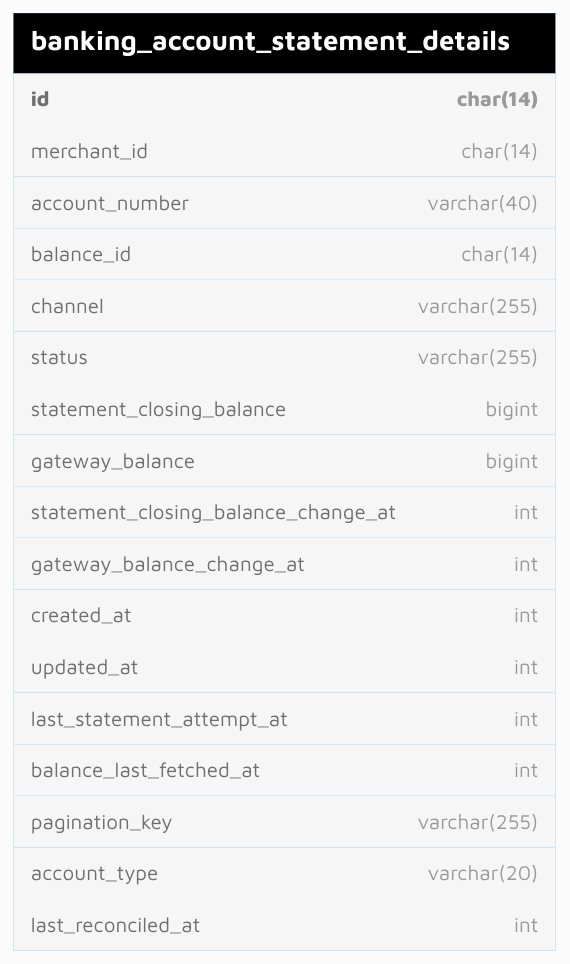 banking_account_statement_details
id char(14)
merchant_id char(14)
account_number varchar(40)
balance_id char(14)
channel varchar(255)
status varchar(255)
statement_closing_balance bigint
gateway_balance bigint
statement_closing_balance_change_at int
gateway_balance_change_at int
created_at int
updated_at int
last_statement_attempt_at int
balance_last_fetched_at int
pagination_key varchar(255)
account_type varchar(20)
last_reconciled_at int